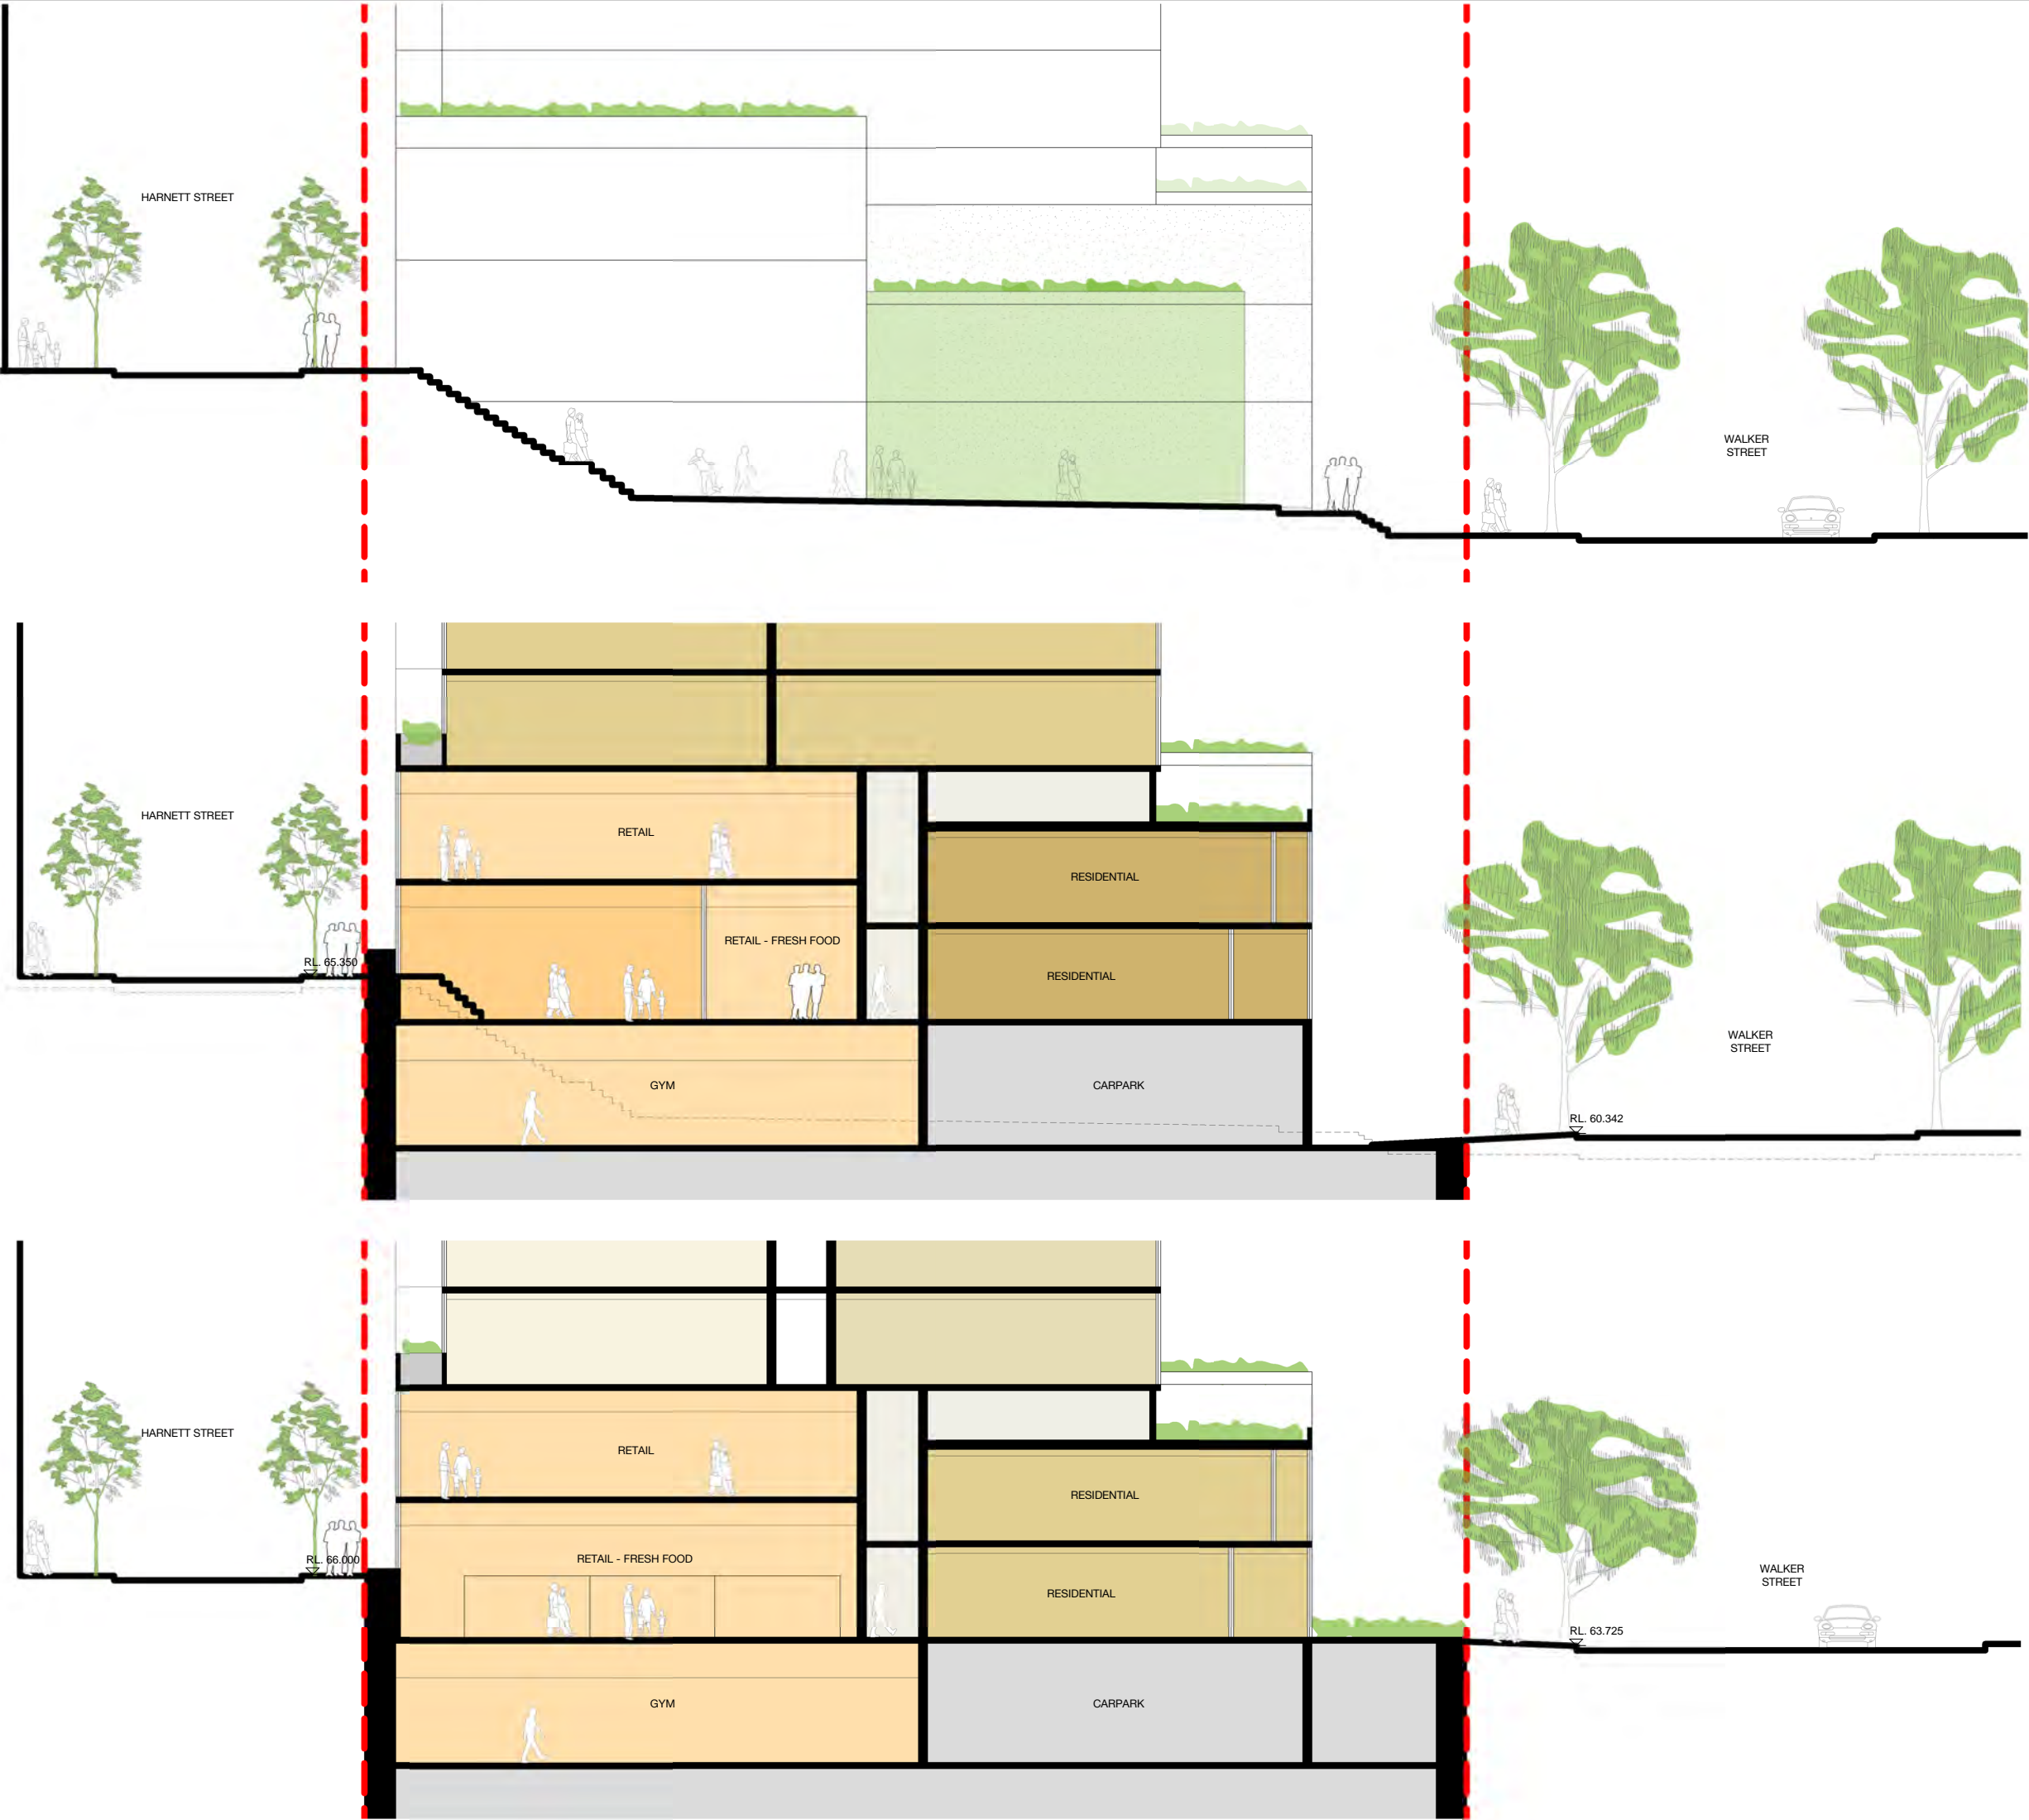 HARNETT STREET
WALKER
STREET
HARNETT STREET
RETAIL
RESIDENTIAL
RETAIL - FRESH FOOD
RL. 65.350
RESIDENTIAL
WALKER
STREET
GYM
CARPARK
RL. 60.342
HARNETT STREET
RETAIL
RESIDENTIAL
RL. 66.000
RETAIL - FRESH FOOD
WALKER
STREET
RESIDENTIAL
RL. 63.725
GYM
CARPARK